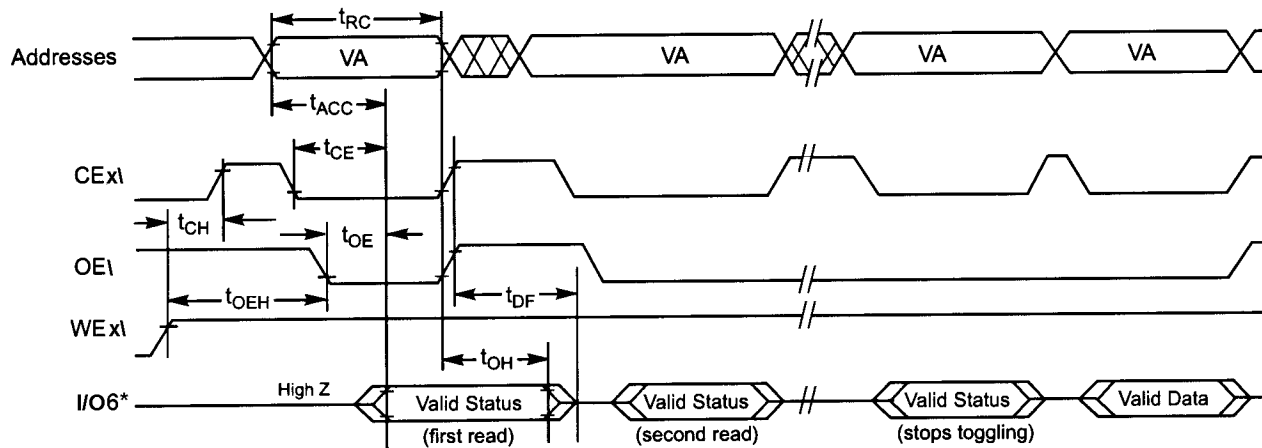 tRC
Addresses VA VA VA VA
tACC
tCE
CEx\
tCH
tOE
OE\
tOEH
tDF
WEx\
tOH
I/O6* High Z Valid Status Valid Status Valid Status Valid Data
(first read) (second read) (stops toggling)